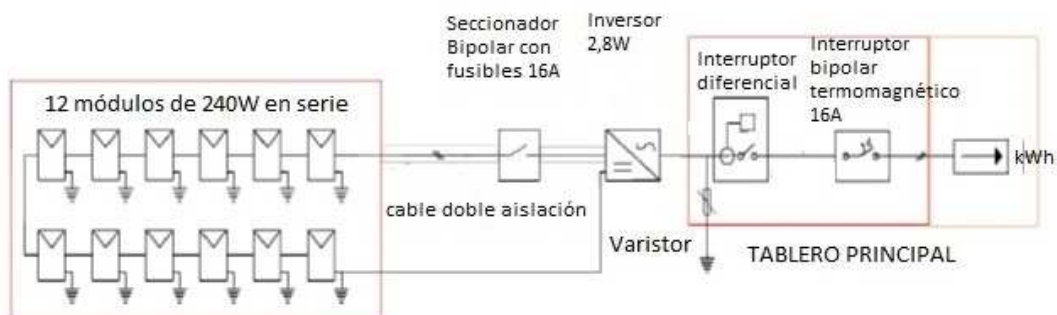 Seccionador
Bipolar con
fusibles 16A
Inversor
2,8W
Interruptor
diferencial
Interruptor
bipolar
termomagnético
16A
12 módulos de 240W en serie
kWh
cable doble aislación
Varistor
TABLERO PRINCIPAL